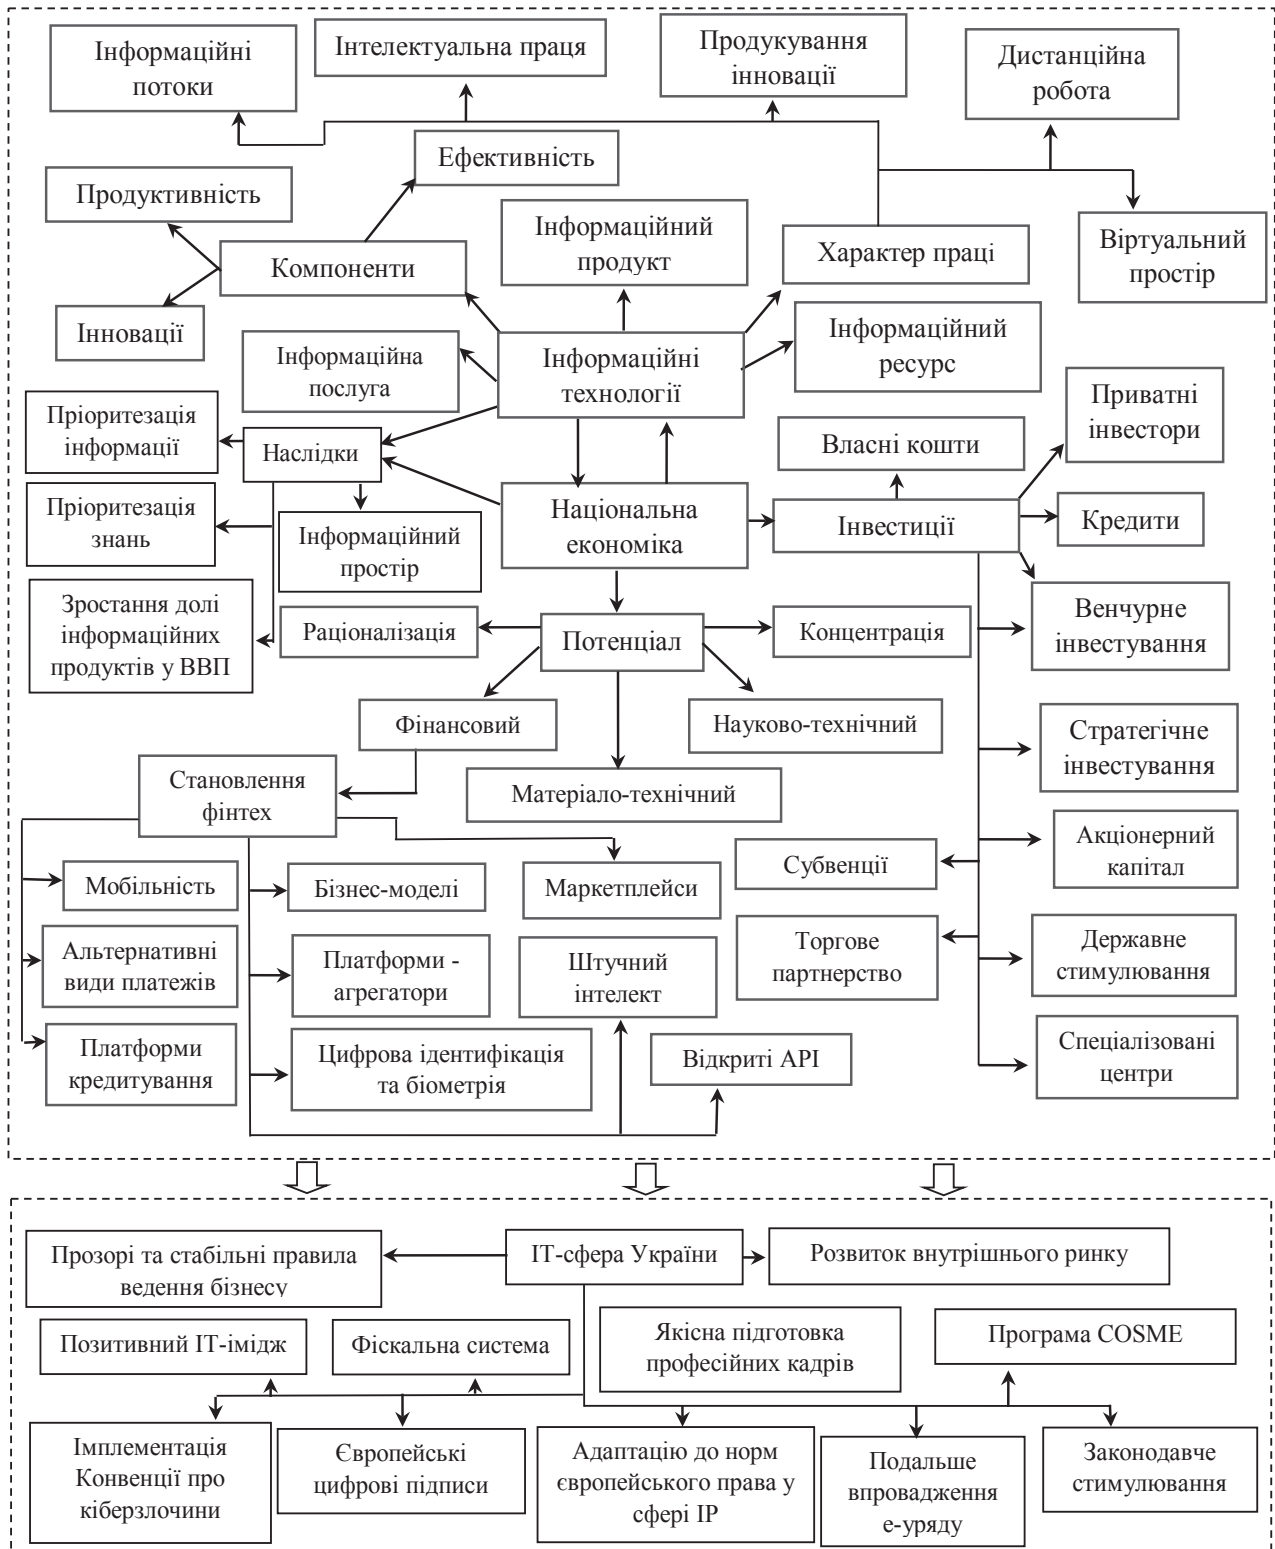 Інформаційні
потоки
Інтелектуальна праця
Продукування
інновації
Дистанційна
робота
Ефективність
Продуктивність
Інформаційний
продукт
Характер праці
Віртуальний
простір
Компоненти
Інновації
Інформаційна
послуга
Інформаційні
технології
Інформаційний
ресурс
Приватні
інвестори
Пріоритезація
інформації
Наслідки
Власні кошти
Пріоритезація
знань
Інформаційний
простір
Національна
економіка
Інвестиції
Кредити
Зростання долі
інформаційних
продуктів у ВВП
Раціоналізація
Потенціал
Концентрація
Венчурне
інвестування
Фінансовий
Науково-технічний
Стратегічне
інвестування
Становлення
фінтех
Матеріало-технічний
Субвенції
Акціонерний
капітал
Мобільність
Бізнес-моделі
Маркетплейси
Альтернативні
види платежів
Платформи -
агрегатори
Штучний
інтелект
Торгове
партнерство
Державне
стимулювання
Платформи
кредитування
Цифрова ідентифікація
та біометрія
Відкриті API
Спеціалізовані
центри
Прозорі та стабільні правила
ведення бізнесу
ІТ-сфера України
Розвиток внутрішнього ринку
Позитивний ІТ-імідж
Фіскальна система
Якісна підготовка
професійних кадрів
Програма COSME
Імплементація
Конвенції про
кіберзлочини
Європейські
цифрові підписи
Адаптацію до норм
європейського права у
сфері ІР
Подальше
впровадження
е-уряду
Законодавче
стимулювання